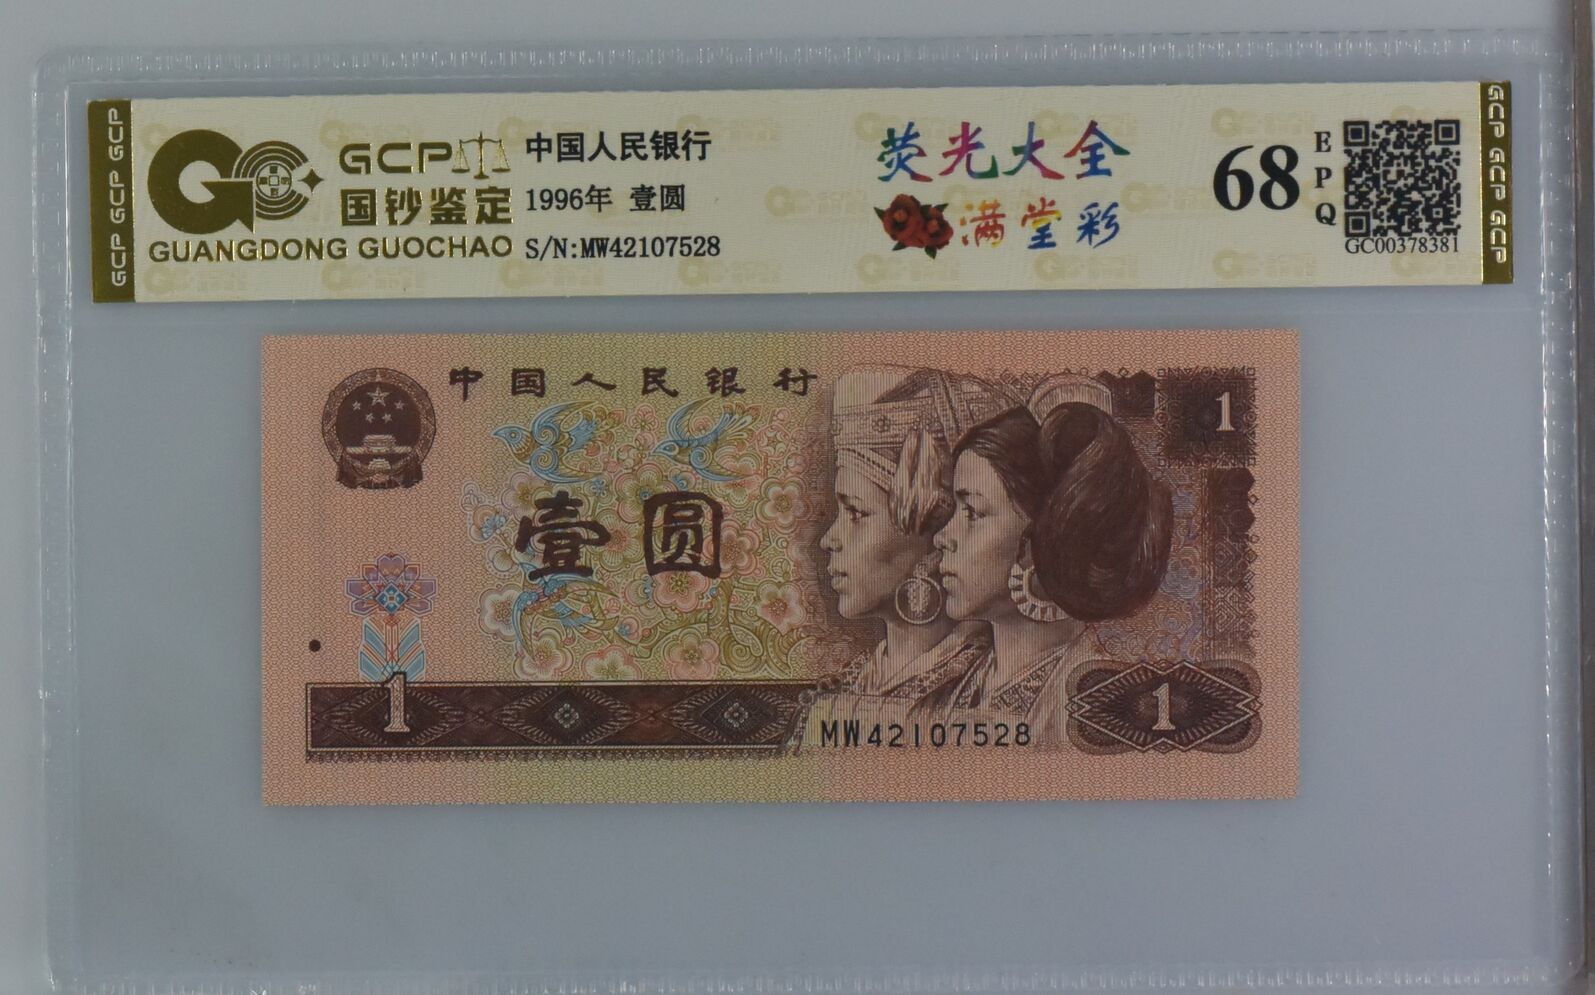 GCP GCP GCP
GCP
国钞鉴定
GUANGDONG GUOCHAO
中国人民银行
1996年 壹圆
S/N:MW42107528
荧光大全
满堂彩
68
EPQ
GC00378381
GCP GCP GCP
中国人民银行
1
壹圆
1
MW42107528
1